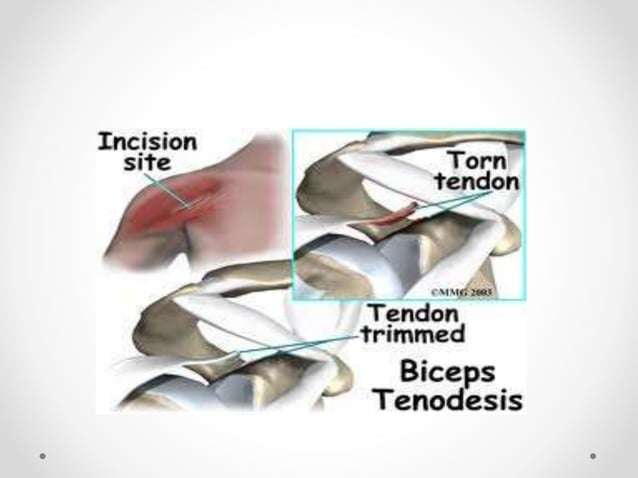 Incision
site
Torn
tendon
©MMG 2003
Tendon
trimmed
Biceps
Tenodesis